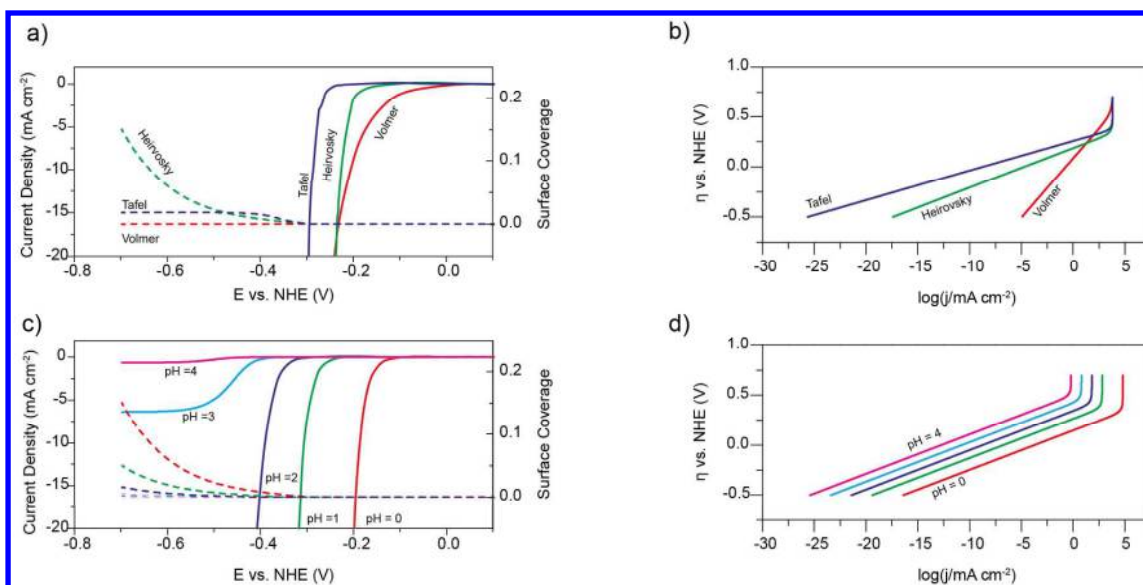 a)
Current Density (mA cm-2)
0
-5
-10
-15
-20
Heirvosky
Tafel
Volmer
Tafel
Heirovsky
Volmer
0.2
0.1
0.0
Surface Coverage
-0.8
-0.6
-0.4
-0.2
0.0
E vs. NHE (V)
b)
η vs. NHE (V)
1.0
0.5
0.0
-0.5
Tafel
Heirovsky
Volmer
-30
-25
-20
-15
-10
-5
0
5
log(j/mA cm-2)
c)
Current Density (mA cm-2)
0
-5
-10
-15
-20
pH =4
pH =3
pH =2
pH =1
pH = 0
0.2
0.1
0.0
Surface Coverage
-0.8
-0.6
-0.4
-0.2
0.0
E vs. NHE (V)
d)
η vs. NHE (V)
1.0
0.5
0.0
-0.5
pH = 4
pH = 0
-30
-25
-20
-15
-10
-5
0
5
log(j/mA cm-2)